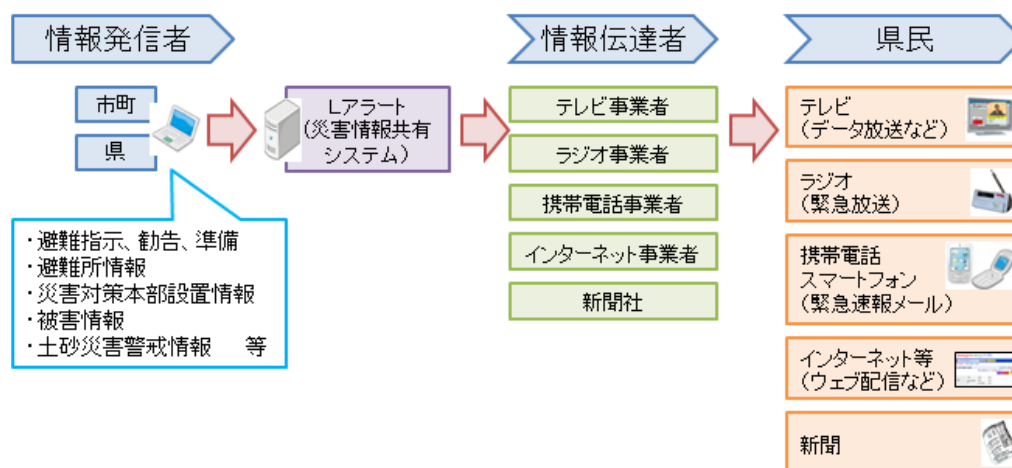 情報発信者
情報伝達者
県民
市町
県
Lアラート
(災害情報共有
システム)
テレビ事業者
ラジオ事業者
携帯電話事業者
インターネット事業者
新聞社
テレビ
(データ放送など)
ラジオ
(緊急放送)
携帯電話
スマートフォン
(緊急速報メール)
インターネット等
(ウェブ配信など)
新聞
・避難指示、勧告、準備
・避難所情報
・災害対策本部設置情報
・被害情報
・土砂災害警戒情報　等